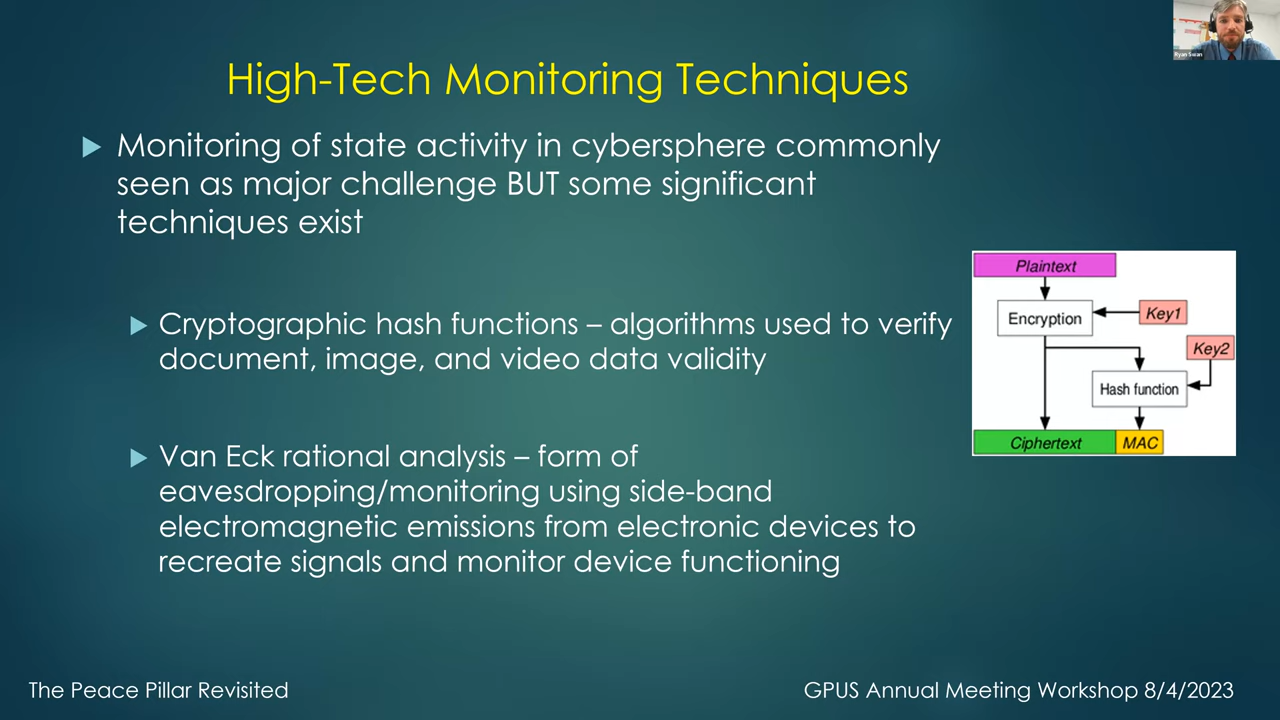 Ryan Swan
High-Tech Monitoring Techniques
Monitoring of state activity in cybersphere commonly
seen as major challenge BUT some significant
techniques exist
Cryptographic hash functions – algorithms used to verify
document, image, and video data validity
Van Eck rational analysis – form of
eavesdropping/monitoring using side-band
electromagnetic emissions from electronic devices to
recreate signals and monitor device functioning
Plaintext
Encryption
Key1
Key2
Hash function
Ciphertext
MAC
The Peace Pillar Revisited
GPUS Annual Meeting Workshop 8/4/2023